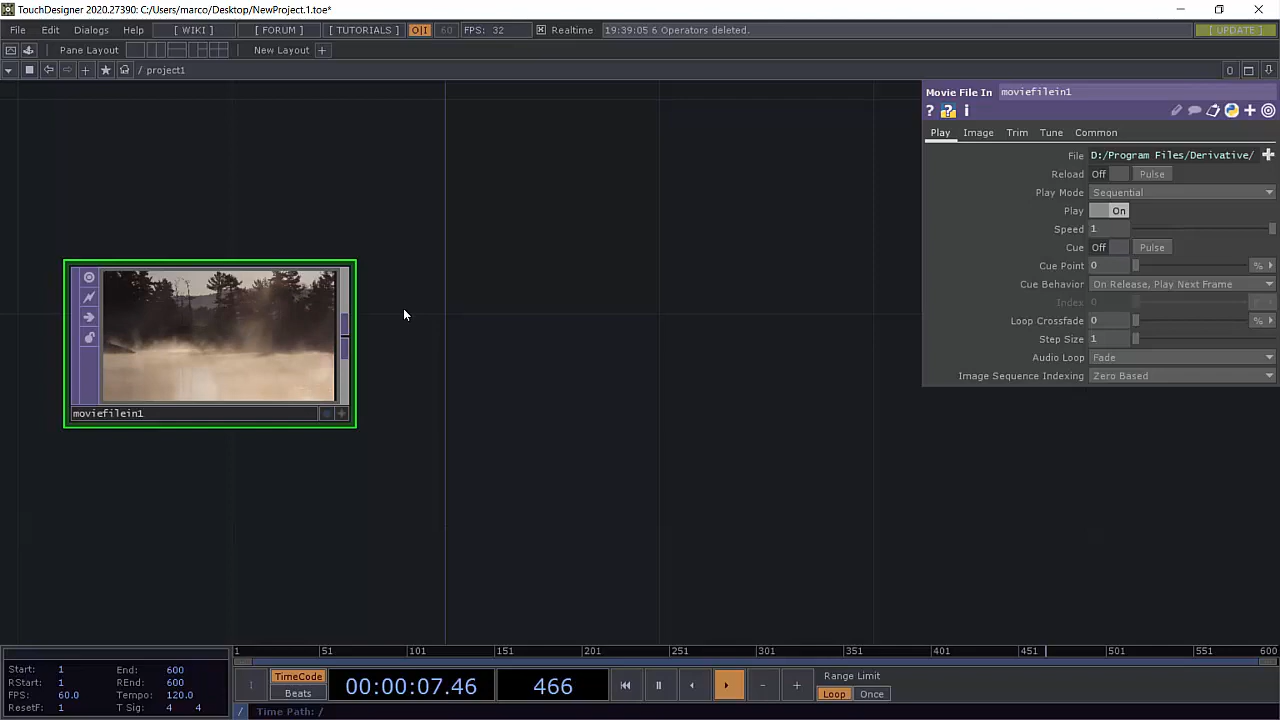 TouchDesigner 2020.27390: C:/Users/marco/Desktop/NewProject.1.toe*
File Edit Dialogs Help [ WIKI ] [ FORUM ] [ TUTORIALS ] O|I 60 FPS: 32 Realtime 19:39:05 6 Operators deleted. [ UPDATE ]
Pane Layout New Layout +
/ project1 0
Movie File In moviefilein1
? ? i
Play Image Trim Tune Common
File D:/Program Files/Derivative/
Reload Off Pulse
Play Mode Sequential
Play On
Speed 1
Cue Off Pulse
Cue Point 0 %
Cue Behavior On Release, Play Next Frame
Index 0
Loop Crossfade 0 %
Step Size 1
Audio Loop Fade
Image Sequence Indexing Zero Based
moviefilein1
1 51 101 151 201 251 301 351 401 451 501 551 600
Start: 1 End: 600
RStart: 1 REnd: 600
FPS: 60.0 Tempo: 120.0
ResetF: 1 T Sig: 4 4
TimeCode
Beats
00:00:07.46 466
Range Limit
Loop Once
/ Time Path: /